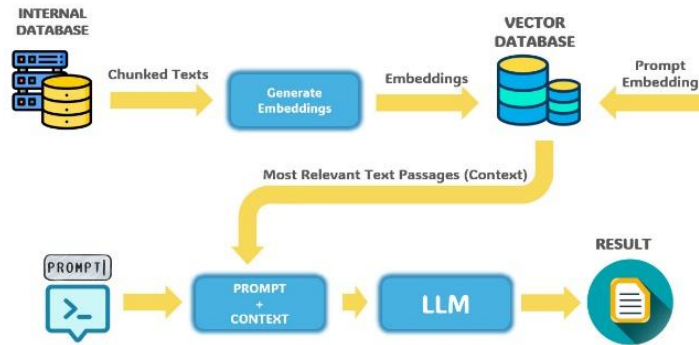 INTERNAL
DATABASE
Chunked Texts
Generate
Embeddings
Embeddings
VECTOR
DATABASE
Prompt
Embedding
Most Relevant Text Passages (Context)
PROMPT
PROMPT
+
CONTEXT
LLM
RESULT